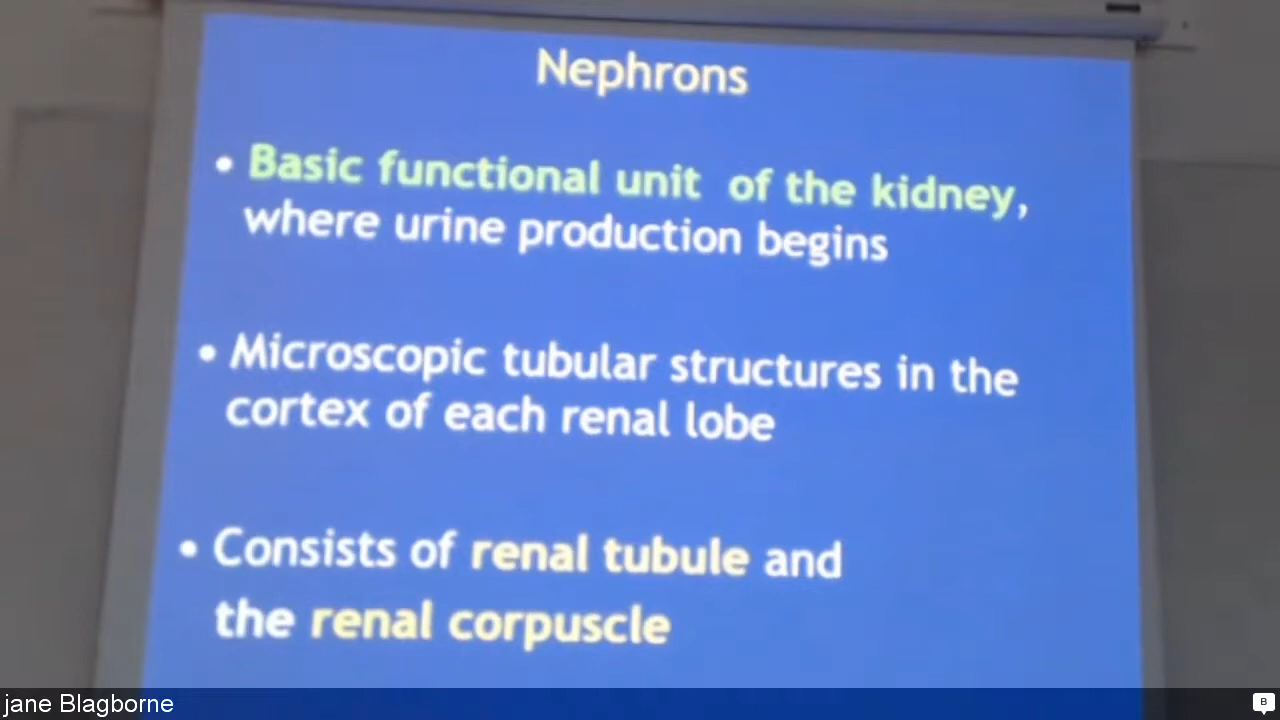 Nephrons
• Basic functional unit of the kidney,
where urine production begins
• Microscopic tubular structures in the
cortex of each renal lobe
• Consists of renal tubule and
the renal corpuscle
jane Blagborne
B